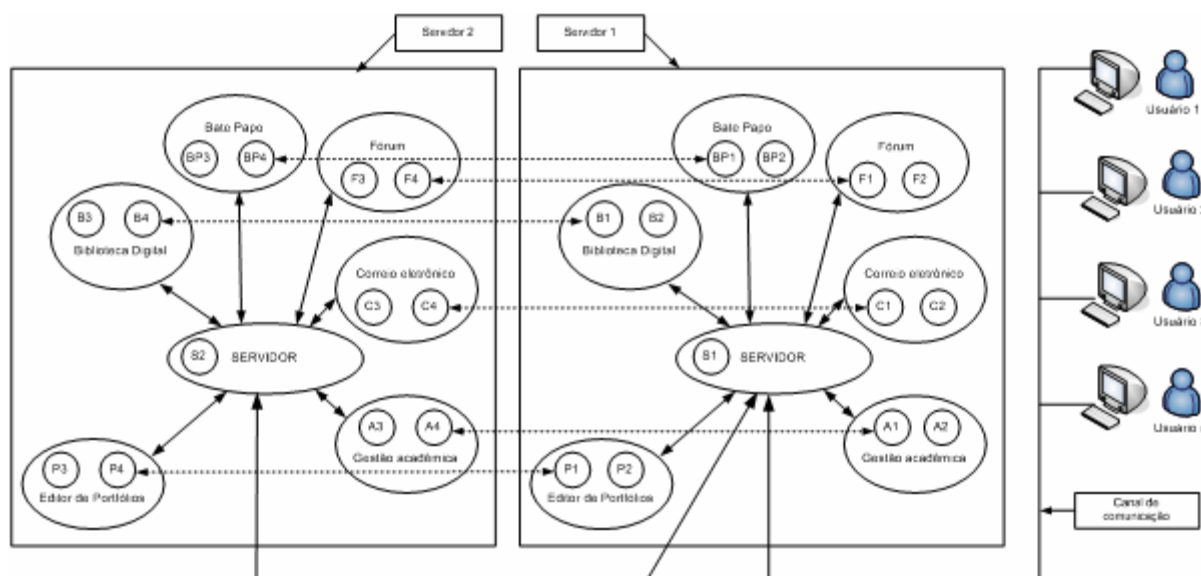 Servidor 2
Servidor 1
Usuário 1
Bate Papo
BP3 BP4
Fórum
F3 F4
B3 B4
Biblioteca Digital
Correio eletrônico
C3 C4
S2 SERVIDOR
A3 A4
Gestão acadêmica
P3 P4
Editor de Portfólios
Bate Papo
BP1 BP2
Fórum
F1 F2
B1 B2
Biblioteca Digital
Correio eletrônico
C1 C2
S1 SERVIDOR
A1 A2
Gestão acadêmica
P1 P2
Editor de Portfólios
Usuário
Usuário
Usuário
Canal de
comunicação